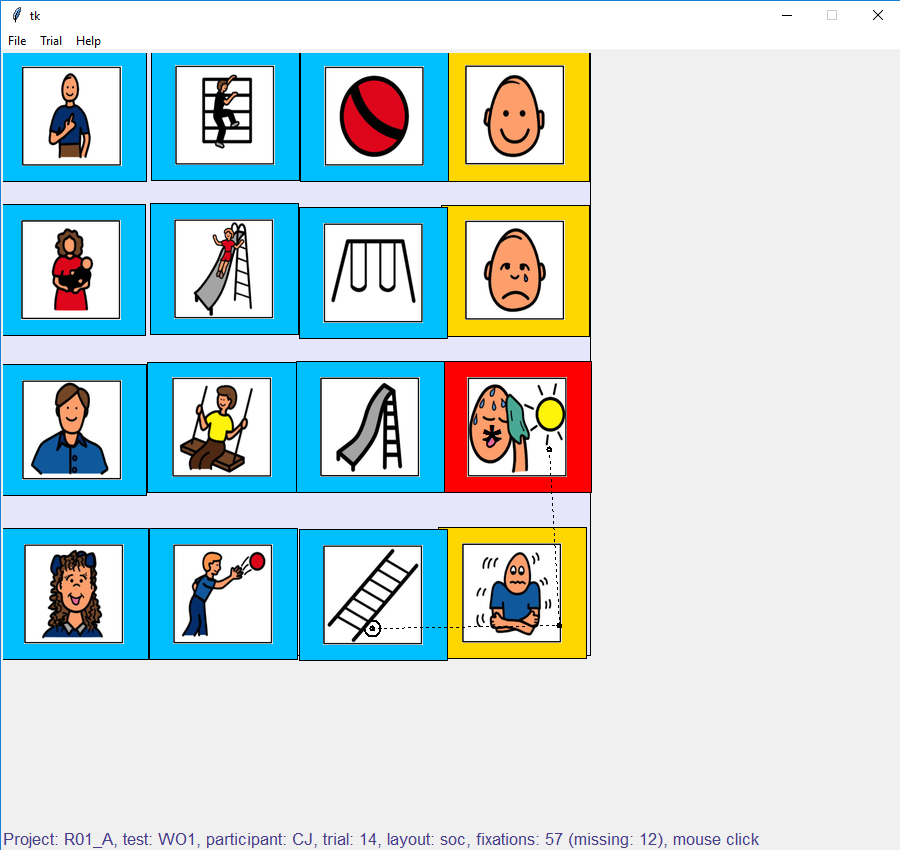 tk
File Trial Help
Project: R01_A, test: WO1, participant: CJ, trial: 14, layout: soc, fixations: 57 (missing: 12), mouse click